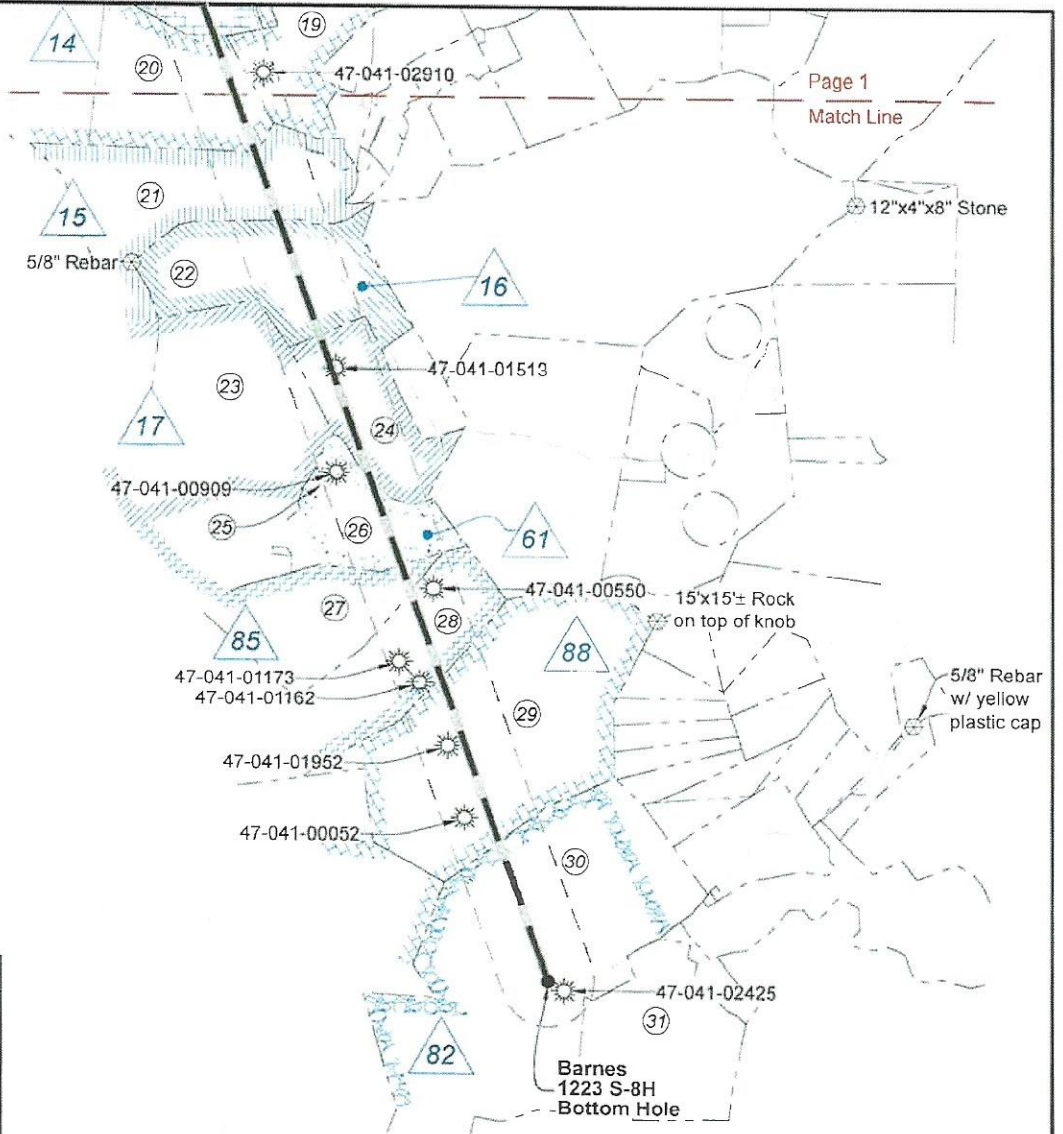 19
14
20
47-041-02910
Page 1
Match Line
21
15
12"x4"x8" Stone
5/8" Rebar
22
16
47-041-01513
23
17
24
47-041-00909
25
26
61
47-041-00550
15'x15'± Rock
on top of knob
27
28
85
88
47-041-01173
47-041-01162
5/8" Rebar
w/ yellow
plastic cap
29
47-041-01952
47-041-00052
30
47-041-02425
31
82
Barnes
1223 S-8H
Bottom Hole